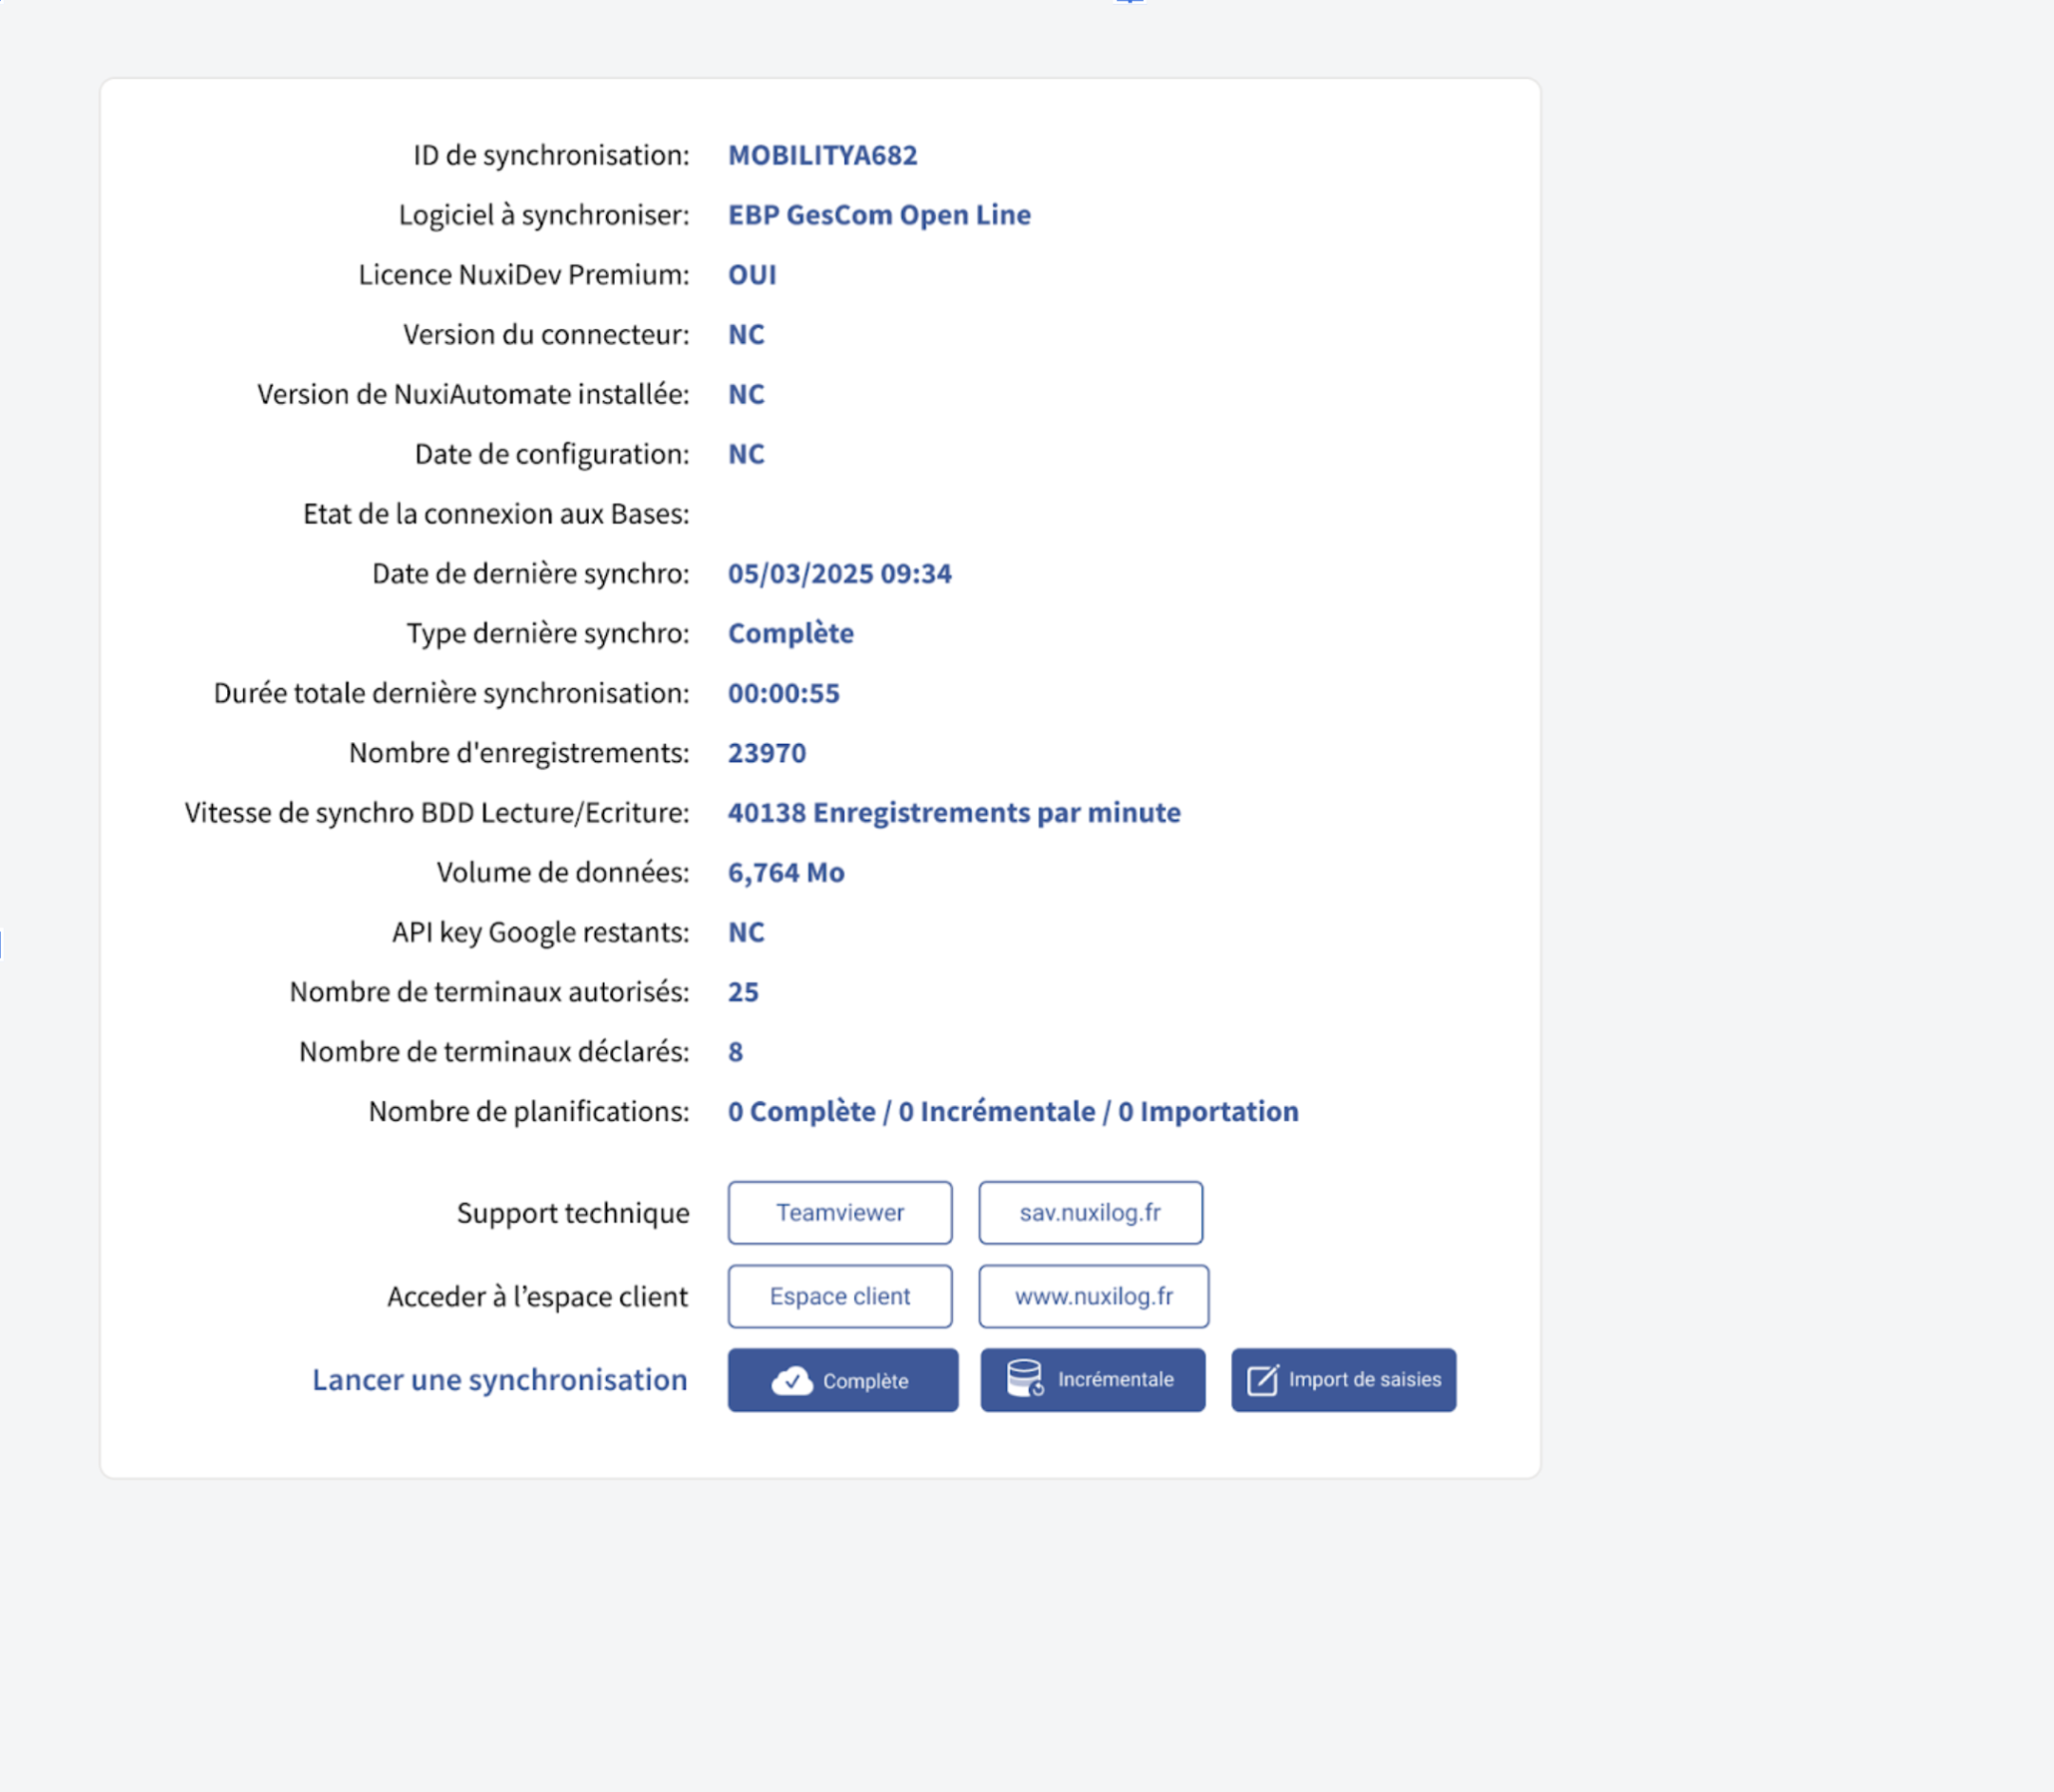 ID de synchronisation: MOBILITYA682
Logiciel à synchroniser: EBP GesCom Open Line
Licence NuxiDev Premium: OUI
Version du connecteur: NC
Version de NuxiAutomate installée: NC
Date de configuration: NC
Etat de la connexion aux Bases:
Date de dernière synchro: 05/03/2025 09:34
Type dernière synchro: Complète
Durée totale dernière synchronisation: 00:00:55
Nombre d'enregistrements: 23970
Vitesse de synchro BDD Lecture/Ecriture: 40138 Enregistrements par minute
Volume de données: 6,764 Mo
API key Google restants: NC
Nombre de terminaux autorisés: 25
Nombre de terminaux déclarés: 8
Nombre de planifications: 0 Complète / 0 Incrémentale / 0 Importation
Support technique Teamviewer sav.nuxilog.fr
Acceder à l’espace client Espace client www.nuxilog.fr
Lancer une synchronisation Complète Incrémentale Import de saisies